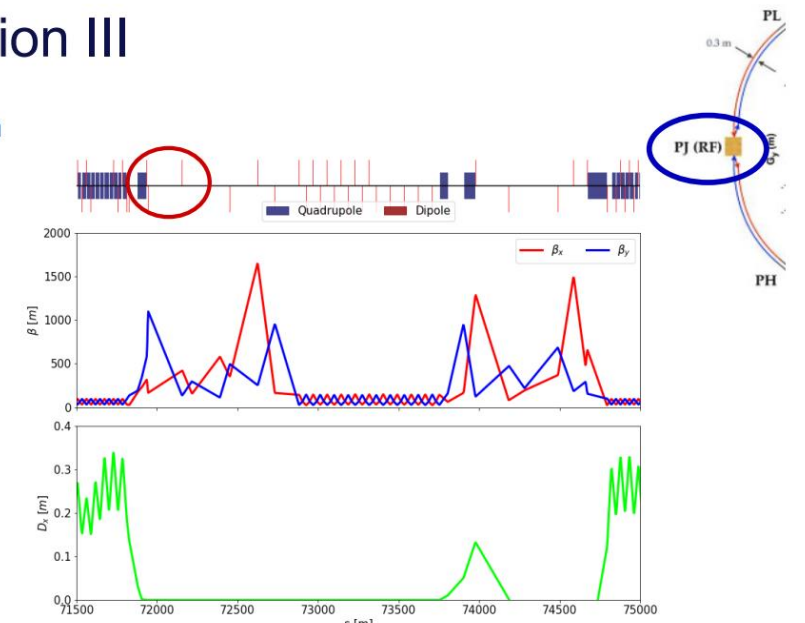 ion III
PL
0.3 m
PJ (RF)
σy (m)
PH
Quadrupole
Dipole
βx
βy
β [m]
2000
1500
1000
500
0
Dx [m]
0.4
0.3
0.2
0.1
0.0
71500 72000 72500 73000 73500 74000 74500 75000
s [m]